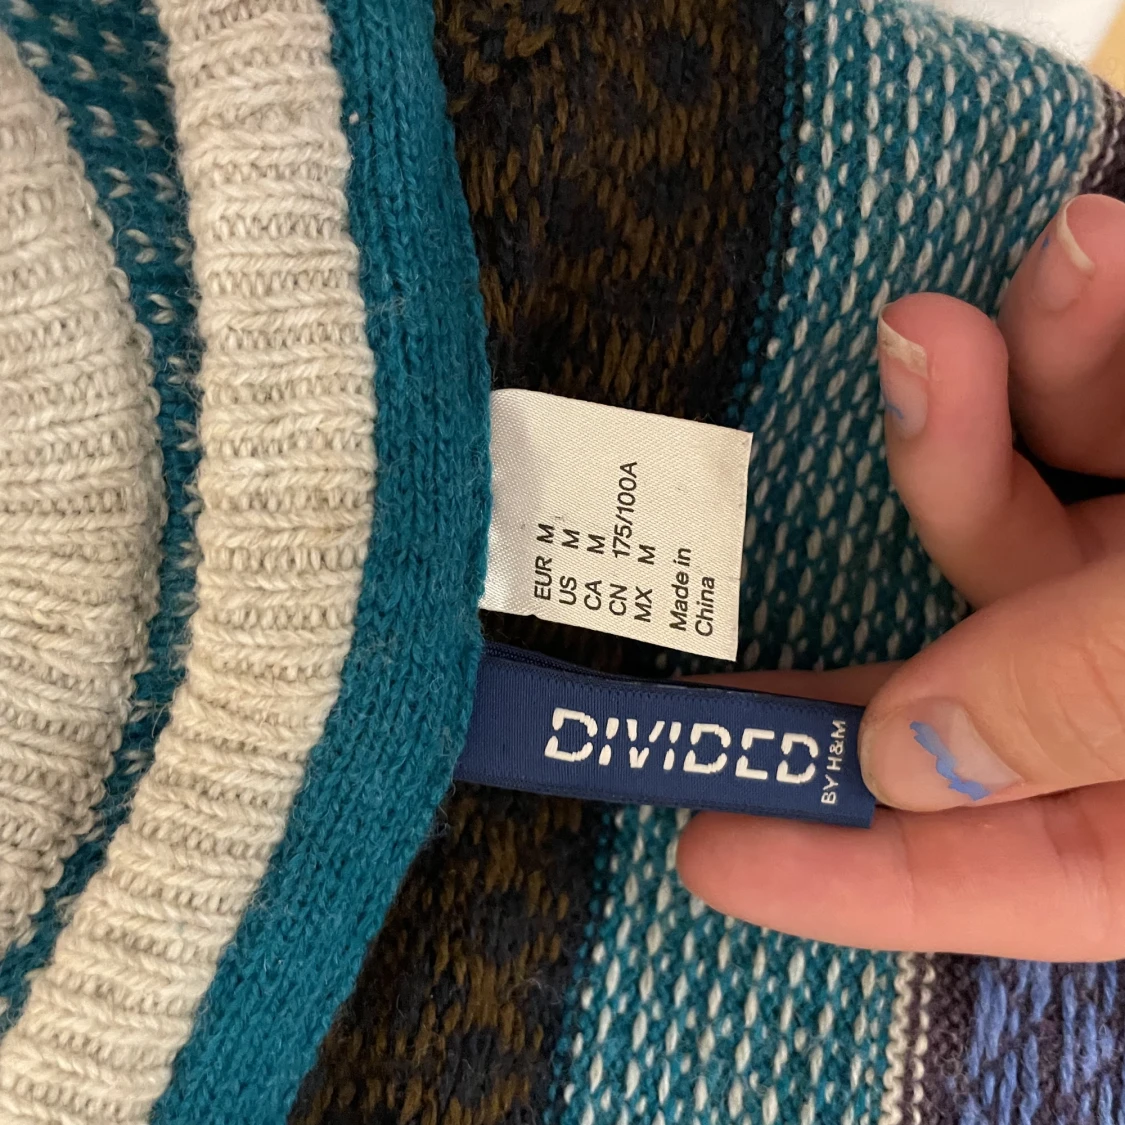 EUR M
US M
CA M
CN 175/100A
MX M
Made in
China
DIVIDED
BY H&M